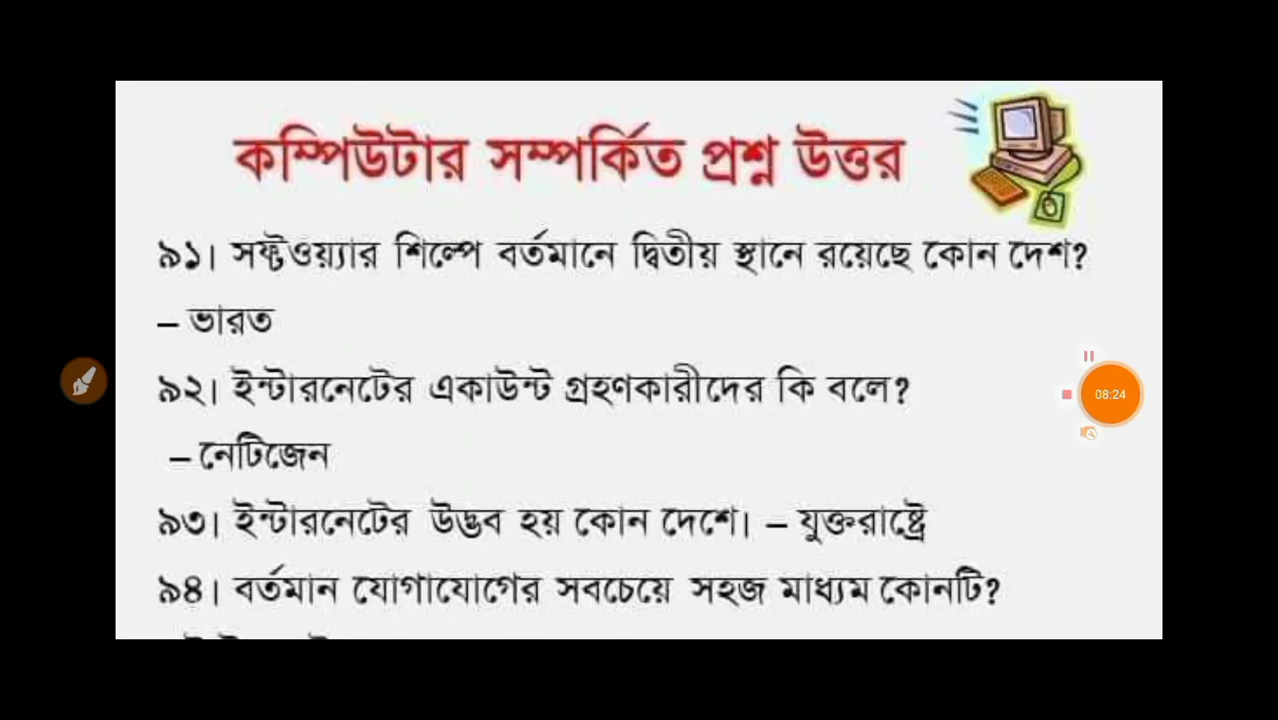 কম্পিউটার সম্পর্কিত প্রশ্ন উত্তর
৯১। সফ্টওয়্যার শিল্পে বর্তমানে দ্বিতীয় স্থানে রয়েছে কোন দেশ?
– ভারত
৯২। ইন্টারনেটের একাউন্ট গ্রহণকারীদের কি বলে?
– নেটিজেন
৯৩। ইন্টারনেটের উদ্ভব হয় কোন দেশে। – যুক্তরাষ্ট্রে
৯৪। বর্তমান যোগাযোগের সবচেয়ে সহজ মাধ্যম কোনটি?
08:24